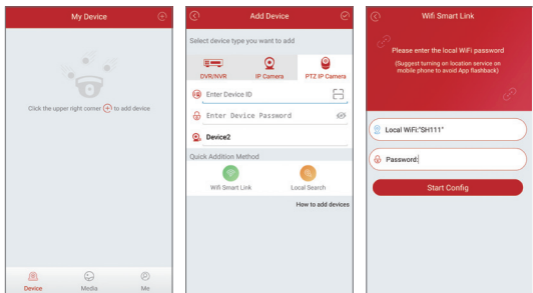 My Device
Click the upper right corner to add device
Device
Media
Me
Add Device
Select device type you want to add
DVR/NVR
IP Camera
PTZ IP Camera
Enter Device ID
Enter Device Password
Device2
Quick Addition Method
Wifi Smart Link
Local Search
How to add devices
Wifi Smart Link
Please enter the local WiFi password
(Suggest turning on location service on
mobile phone to avoid App flashback)
Local WiFi:"SH111"
Password:
Start Config